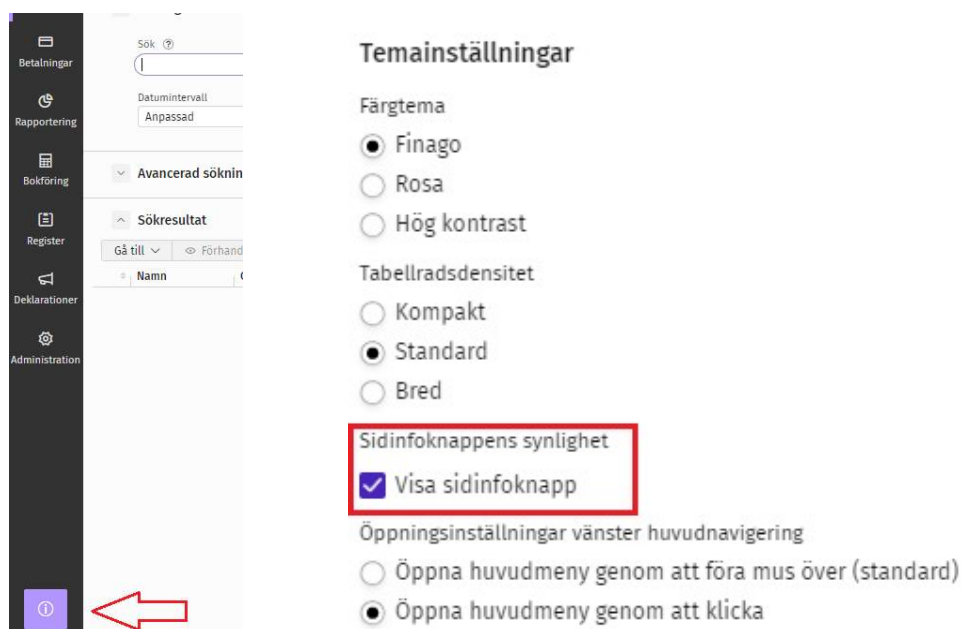 Betalningar
Rapportering
Bokföring
Register
Deklarationer
Administration
Sök
Datumintervall
Anpassad
Avancerad söknin
Sökresultat
Gå till
Förhand
Namn
Temainställningar
Färgtema
Finago
Rosa
Hög kontrast
Tabellradsdensitet
Kompakt
Standard
Bred
Sidinfoknappens synlighet
Visa sidinfoknapp
Öppningsinställningar vänster huvudnavigering
Öppna huvudmeny genom att föra mus över (standard)
Öppna huvudmeny genom att klicka